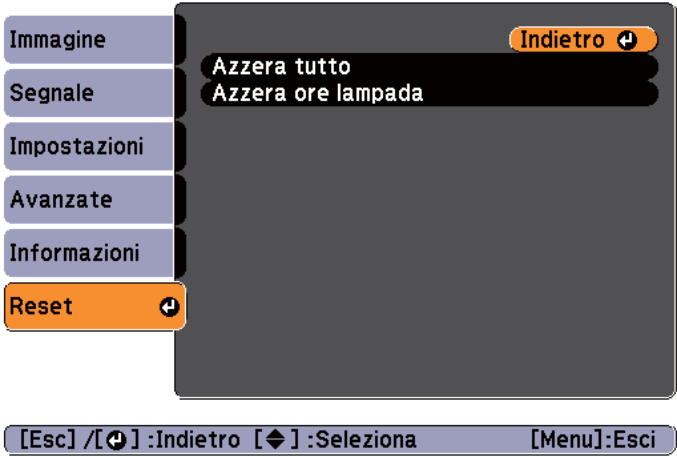 Immagine
Segnale
Impostazioni
Avanzate
Informazioni
Reset
Indietro
Azzera tutto
Azzera ore lampada
[Esc] /[⏎] :Indietro [◆] :Seleziona [Menu]:Esci